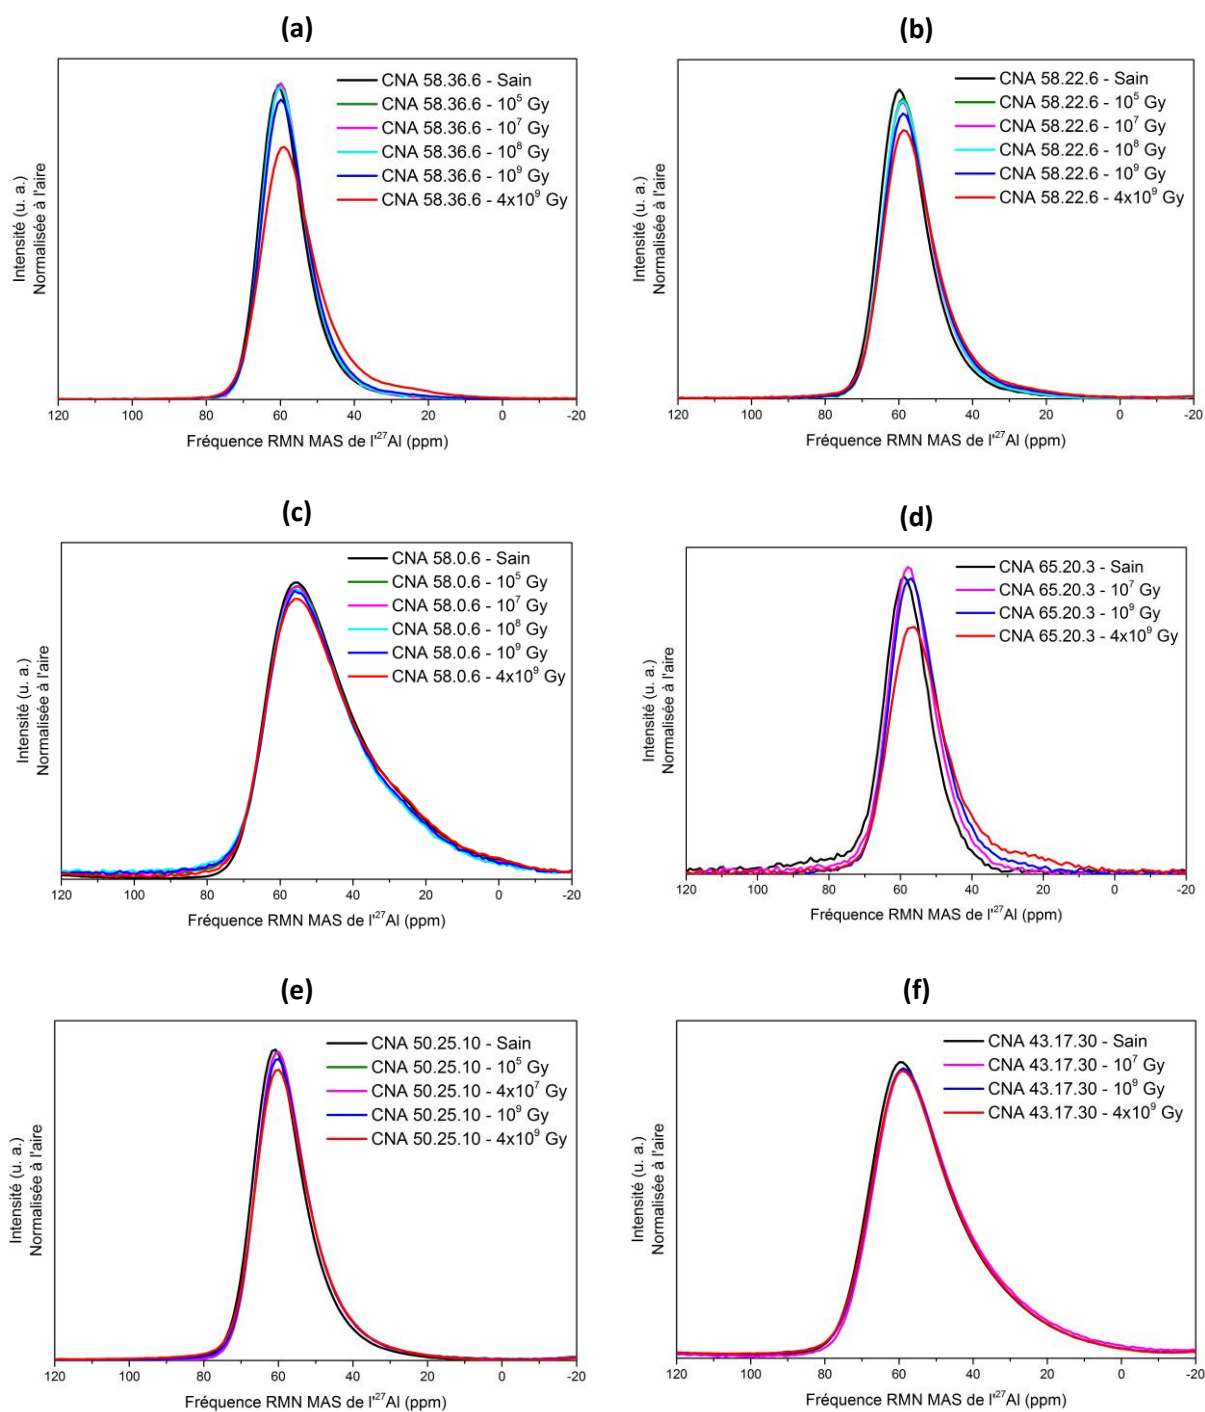 (a)
CNA 58.36.6 - Sain
CNA 58.36.6 - 10⁵ Gy
CNA 58.36.6 - 10⁷ Gy
CNA 58.36.6 - 10⁸ Gy
CNA 58.36.6 - 10⁹ Gy
CNA 58.36.6 - 4x10⁹ Gy
Intensité (u. a.)
Normalisée à l'aire
120 100 80 60 40 20 0 -20
Fréquence RMN MAS de l'²⁷Al (ppm)
(b)
CNA 58.22.6 - Sain
CNA 58.22.6 - 10⁵ Gy
CNA 58.22.6 - 10⁷ Gy
CNA 58.22.6 - 10⁸ Gy
CNA 58.22.6 - 10⁹ Gy
CNA 58.22.6 - 4x10⁹ Gy
Intensité (u. a.)
Normalisée à l'aire
120 100 80 60 40 20 0 -20
Fréquence RMN MAS de l'²⁷Al (ppm)
(c)
CNA 58.0.6 - Sain
CNA 58.0.6 - 10⁵ Gy
CNA 58.0.6 - 10⁷ Gy
CNA 58.0.6 - 10⁸ Gy
CNA 58.0.6 - 10⁹ Gy
CNA 58.0.6 - 4x10⁹ Gy
Intensité (u. a.)
Normalisée à l'aire
120 100 80 60 40 20 0 -20
Fréquence RMN MAS de l'²⁷Al (ppm)
(d)
CNA 65.20.3 - Sain
CNA 65.20.3 - 10⁷ Gy
CNA 65.20.3 - 10⁹ Gy
CNA 65.20.3 - 4x10⁹ Gy
Intensité (u. a.)
Normalisée à l'aire
120 100 80 60 40 20 0 -20
Fréquence RMN MAS de l'²⁷Al (ppm)
(e)
CNA 50.25.10 - Sain
CNA 50.25.10 - 10⁵ Gy
CNA 50.25.10 - 4x10⁷ Gy
CNA 50.25.10 - 10⁹ Gy
CNA 50.25.10 - 4x10⁹ Gy
Intensité (u. a.)
Normalisée à l'aire
120 100 80 60 40 20 0 -20
Fréquence RMN MAS de l'²⁷Al (ppm)
(f)
CNA 43.17.30 - Sain
CNA 43.17.30 - 10⁷ Gy
CNA 43.17.30 - 10⁹ Gy
CNA 43.17.30 - 4x10⁹ Gy
Intensité (u. a.)
Normalisée à l'aire
120 100 80 60 40 20 0 -20
Fréquence RMN MAS de l'²⁷Al (ppm)